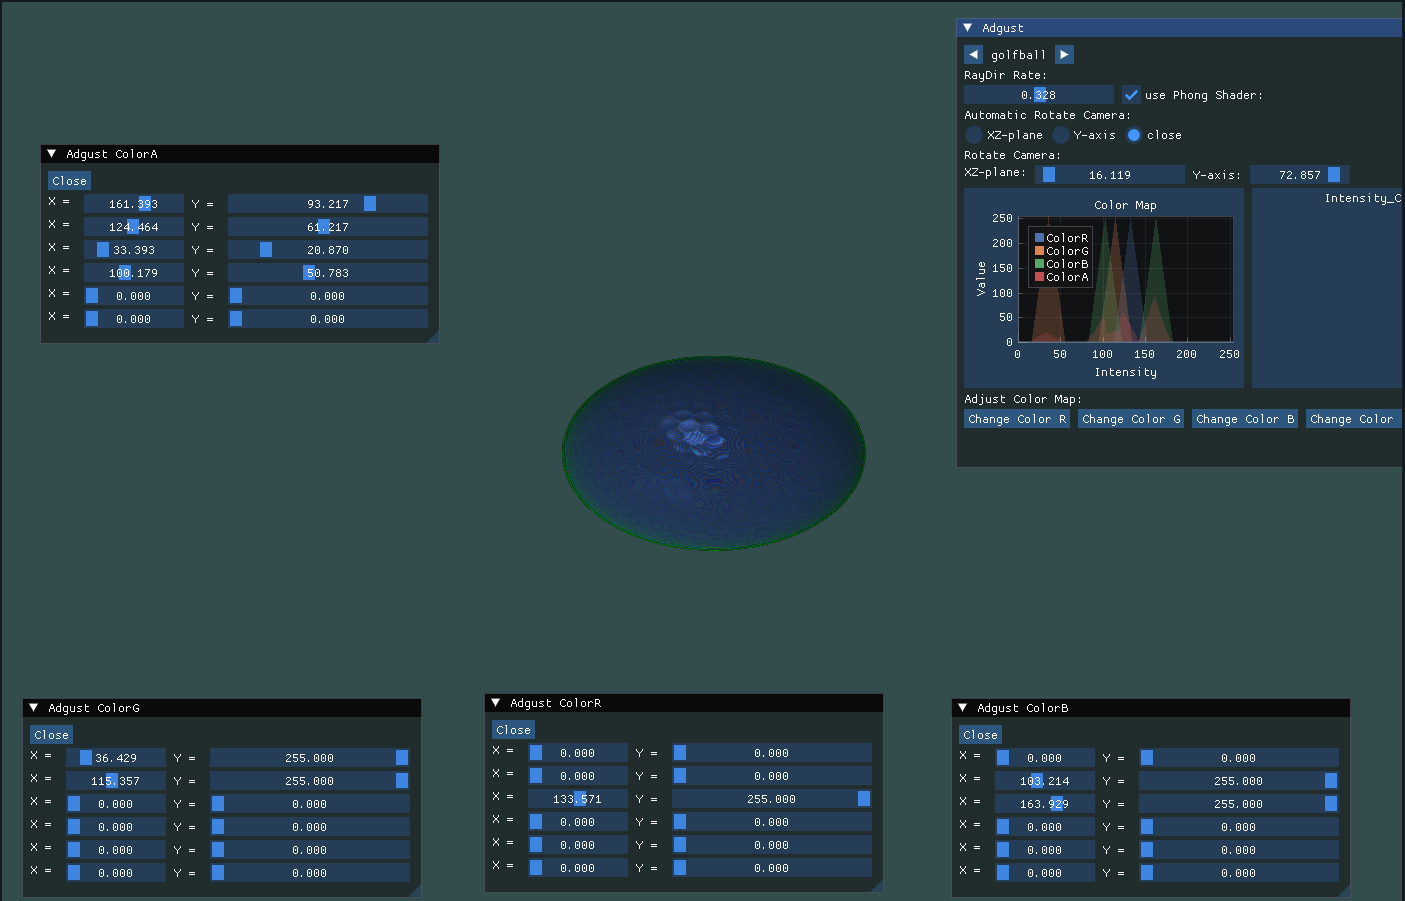 Adgust
golfball
RayDir Rate:
0.328 use Phong Shader:
Automatic Rotate Camera:
XZ-plane Y-axis close
Rotate Camera:
XZ-plane: 16.119 Y-axis: 72.857
Color Map
Intensity_C
250
200
150
100
50
0
Value
ColorR
ColorG
ColorB
ColorA
0 50 100 150 200 250
Intensity
Adjust Color Map:
Change Color R Change Color G Change Color B Change Color
Adgust ColorA
Close
X = 161.393 Y = 93.217
X = 124.464 Y = 61.217
X = 33.393 Y = 20.870
X = 100.179 Y = 50.783
X = 0.000 Y = 0.000
X = 0.000 Y = 0.000
Adgust ColorG
Close
X = 36.429 Y = 255.000
X = 115.357 Y = 255.000
X = 0.000 Y = 0.000
X = 0.000 Y = 0.000
X = 0.000 Y = 0.000
X = 0.000 Y = 0.000
Adgust ColorR
Close
X = 0.000 Y = 0.000
X = 0.000 Y = 0.000
X = 133.571 Y = 255.000
X = 0.000 Y = 0.000
X = 0.000 Y = 0.000
X = 0.000 Y = 0.000
Adgust ColorB
Close
X = 0.000 Y = 0.000
X = 103.214 Y = 255.000
X = 163.929 Y = 255.000
X = 0.000 Y = 0.000
X = 0.000 Y = 0.000
X = 0.000 Y = 0.000